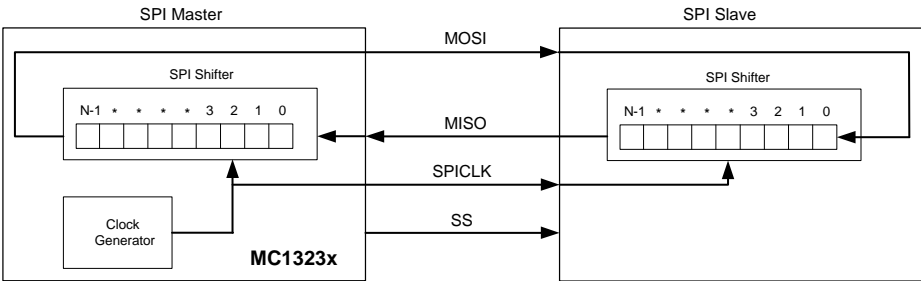 SPI Master
SPI Slave
MOSI
SPI Shifter
SPI Shifter
N-1 * * * * 3 2 1 0
N-1 * * * * 3 2 1 0
MISO
SPICLK
SS
Clock
Generator
MC1323x